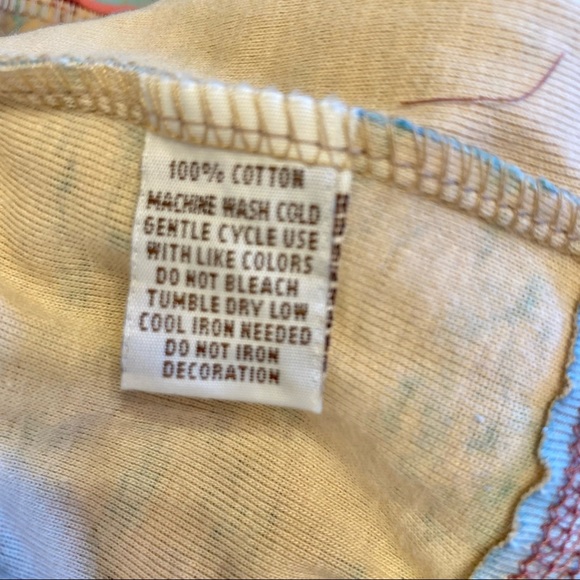 100% COTTON
MACHINE WASH COLD
GENTLE CYCLE USE
WITH LIKE COLORS
DO NOT BLEACH
TUMBLE DRY LOW
COOL IRON NEEDED
DO NOT IRON
DECORATION